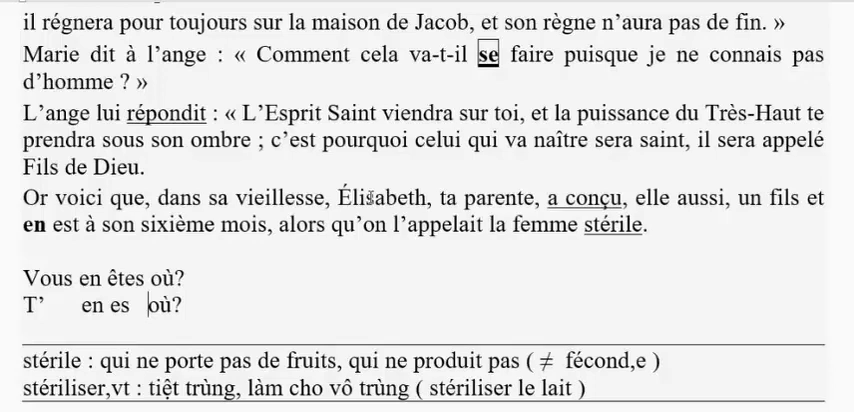 il régnera pour toujours sur la maison de Jacob, et son règne n’aura pas de fin. »
Marie dit à l’ange : « Comment cela va-t-il se faire puisque je ne connais pas
d’homme ? »
L’ange lui répondit : « L’Esprit Saint viendra sur toi, et la puissance du Très-Haut te
prendra sous son ombre ; c’est pourquoi celui qui va naître sera saint, il sera appelé
Fils de Dieu.
Or voici que, dans sa vieillesse, Élisabeth, ta parente, a conçu, elle aussi, un fils et
en est à son sixième mois, alors qu’on l’appelait la femme stérile.
Vous en êtes où?
T’ en es où?
stérile : qui ne porte pas de fruits, qui ne produit pas ( ≠ fécond,e )
stériliser,vt : tiệt trùng, làm cho vô trùng ( stériliser le lait )